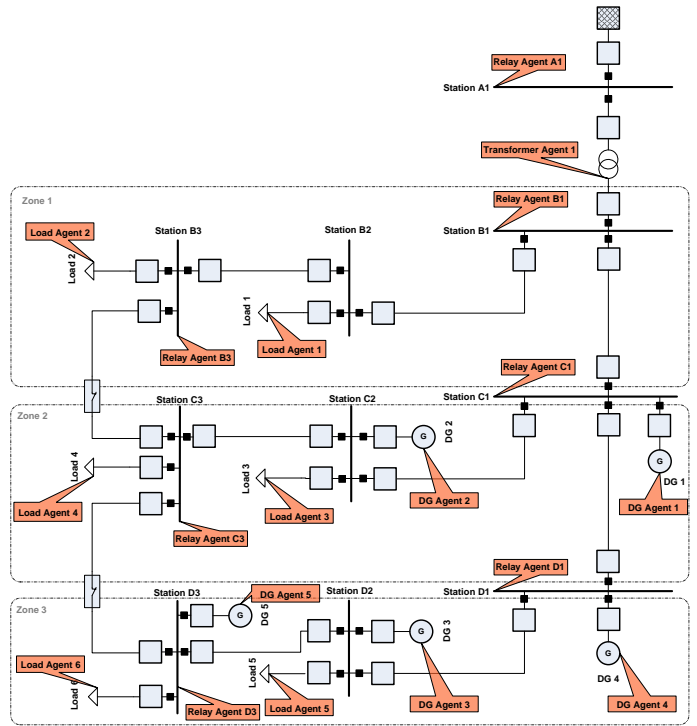 Relay Agent A1
Station A1
Transformer Agent 1
Zone 1
Relay Agent B1
Load Agent 2
Station B3
Station B2
Station B1
Load 2
Load 1
Relay Agent B3
Load Agent 1
Relay Agent C1
Station C3
Station C2
Station C1
Zone 2
DG 2
G
Load 4
Load 3
G
DG 1
DG Agent 2
Load Agent 4
Load Agent 3
DG Agent 1
Relay Agent C3
Relay Agent D1
Station D3
Station D2
Station D1
DG Agent 5
Zone 3
G
DG 5
G
DG 3
G
Load Agent 6
Load 5
DG 4
Load 6
Relay Agent D3
Load Agent 5
DG Agent 3
DG Agent 4